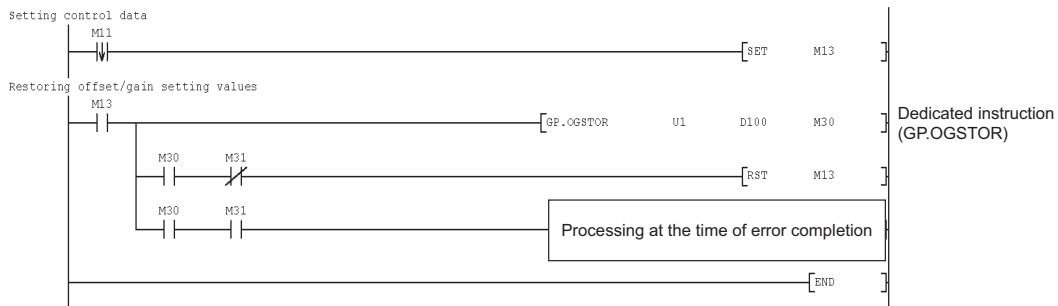 Setting control data
M11
SET M13
Restoring offset/gain setting values
M13
GP.OGSTOR U1 D100 M30
Dedicated instruction
(GP.OGSTOR)
M30 M31
RST M13
M30 M31
Processing at the time of error completion
END